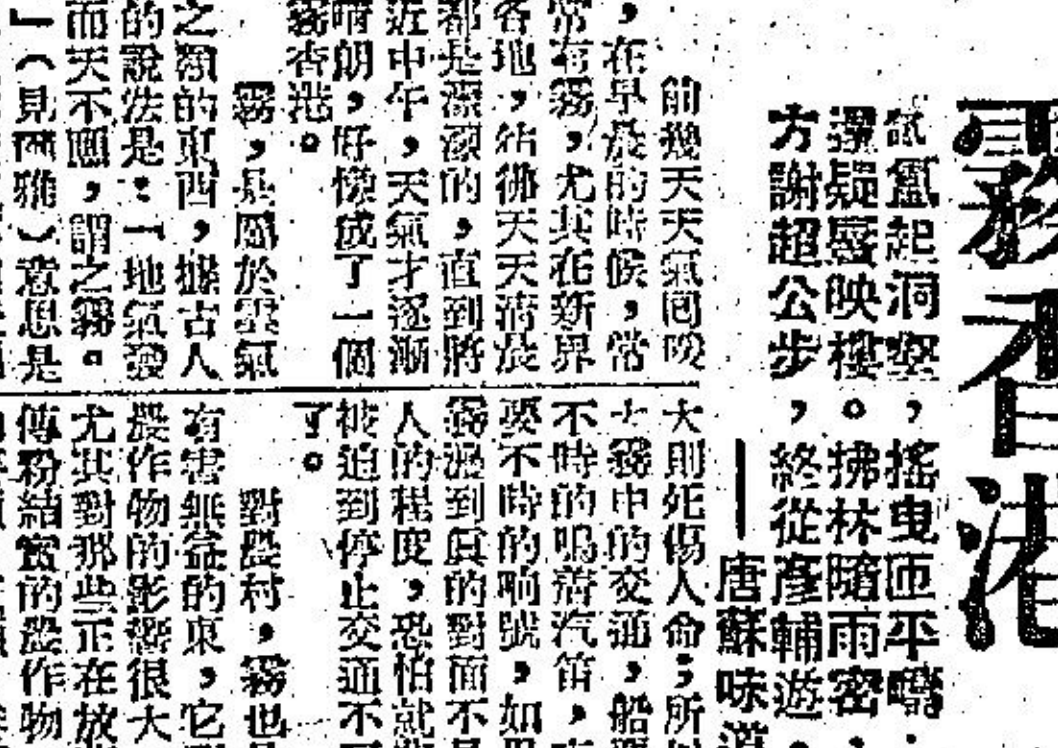 霧香港
氤氳起洞壑，搖曳匝平疇；
還疑蜃映樓。拂林隨雨密，
方謝超公步，終從彥輔遊。
——唐蘇味道
前幾天天氣回暖
，在早晨的時候，常
常有霧，尤其在新界
各地，彷彿天天清晨
都是濛濛的，直到將
近中午，天氣才逐漸
晴朗，好像成了一個
霧香港。
霧，是屬於雲氣
之類的東西，據古人
的說法是：「地氣發
而天不應，謂之霧。
」（見爾雅）意思是
大則死傷人命；所
大霧中的交通，船
不時的鳴着汽笛，
要不時的响號，如
霧濕到真的對面不
人的程度，恐怕就
被迫到停止交通不
了。
對農村，霧也
有害無益的東，它
農作物的影響很大
尤其對那些正在放
傳粉結實的農作物